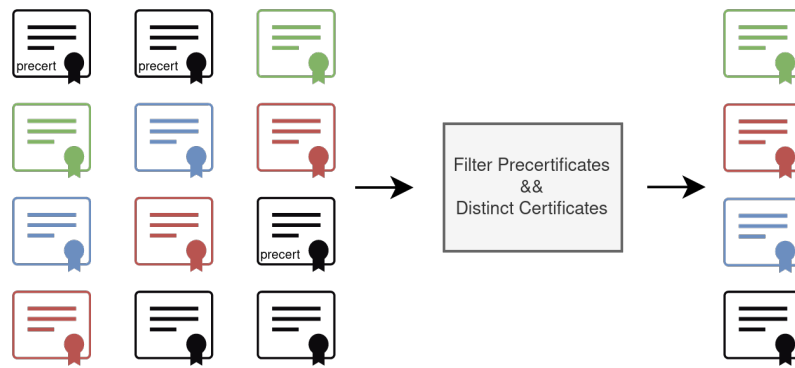 precert
precert
precert
Filter Precertificates
&&
Distinct Certificates